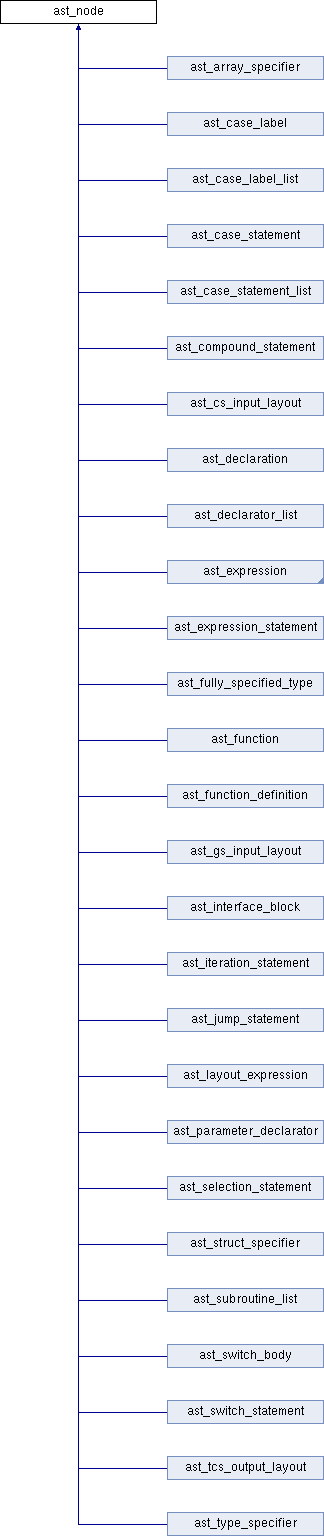 ast_node
ast_array_specifier
ast_case_label
ast_case_label_list
ast_case_statement
ast_case_statement_list
ast_compound_statement
ast_cs_input_layout
ast_declaration
ast_declarator_list
ast_expression
ast_expression_statement
ast_fully_specified_type
ast_function
ast_function_definition
ast_gs_input_layout
ast_interface_block
ast_iteration_statement
ast_jump_statement
ast_layout_expression
ast_parameter_declarator
ast_selection_statement
ast_struct_specifier
ast_subroutine_list
ast_switch_body
ast_switch_statement
ast_tcs_output_layout
ast_type_specifier